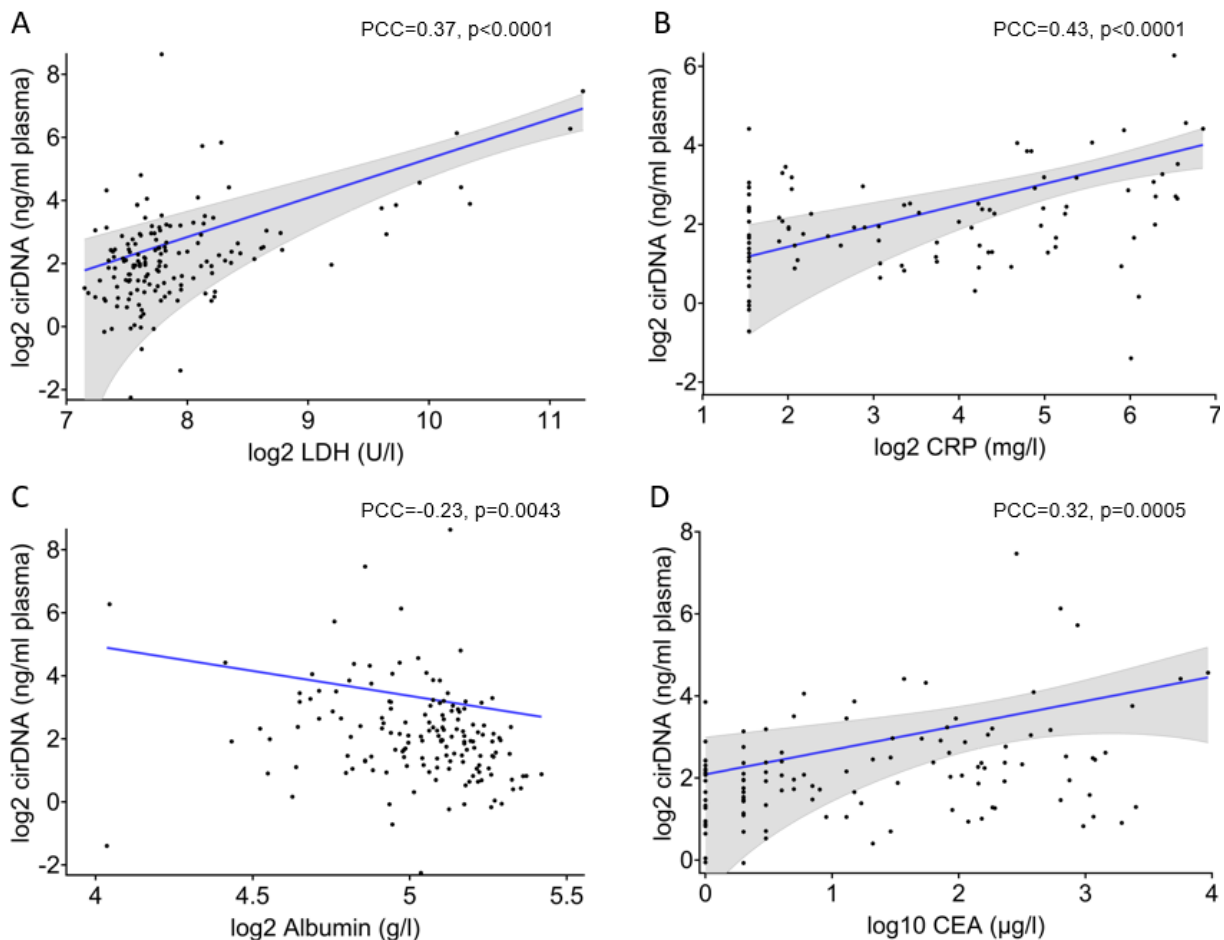 A
PCC=0.37, p<0.0001
log2 cirDNA (ng/ml plasma)
8
6
4
2
0
-2
7
8
9
10
11
log2 LDH (U/l)
B
PCC=0.43, p<0.0001
log2 cirDNA (ng/ml plasma)
6
4
2
0
-2
1
2
3
4
5
6
7
log2 CRP (mg/l)
C
PCC=-0.23, p=0.0043
log2 cirDNA (ng/ml plasma)
8
6
4
2
0
-2
4
4.5
5
5.5
log2 Albumin (g/l)
D
PCC=0.32, p=0.0005
log2 cirDNA (ng/ml plasma)
8
6
4
2
0
0
1
2
3
4
log10 CEA (µg/l)